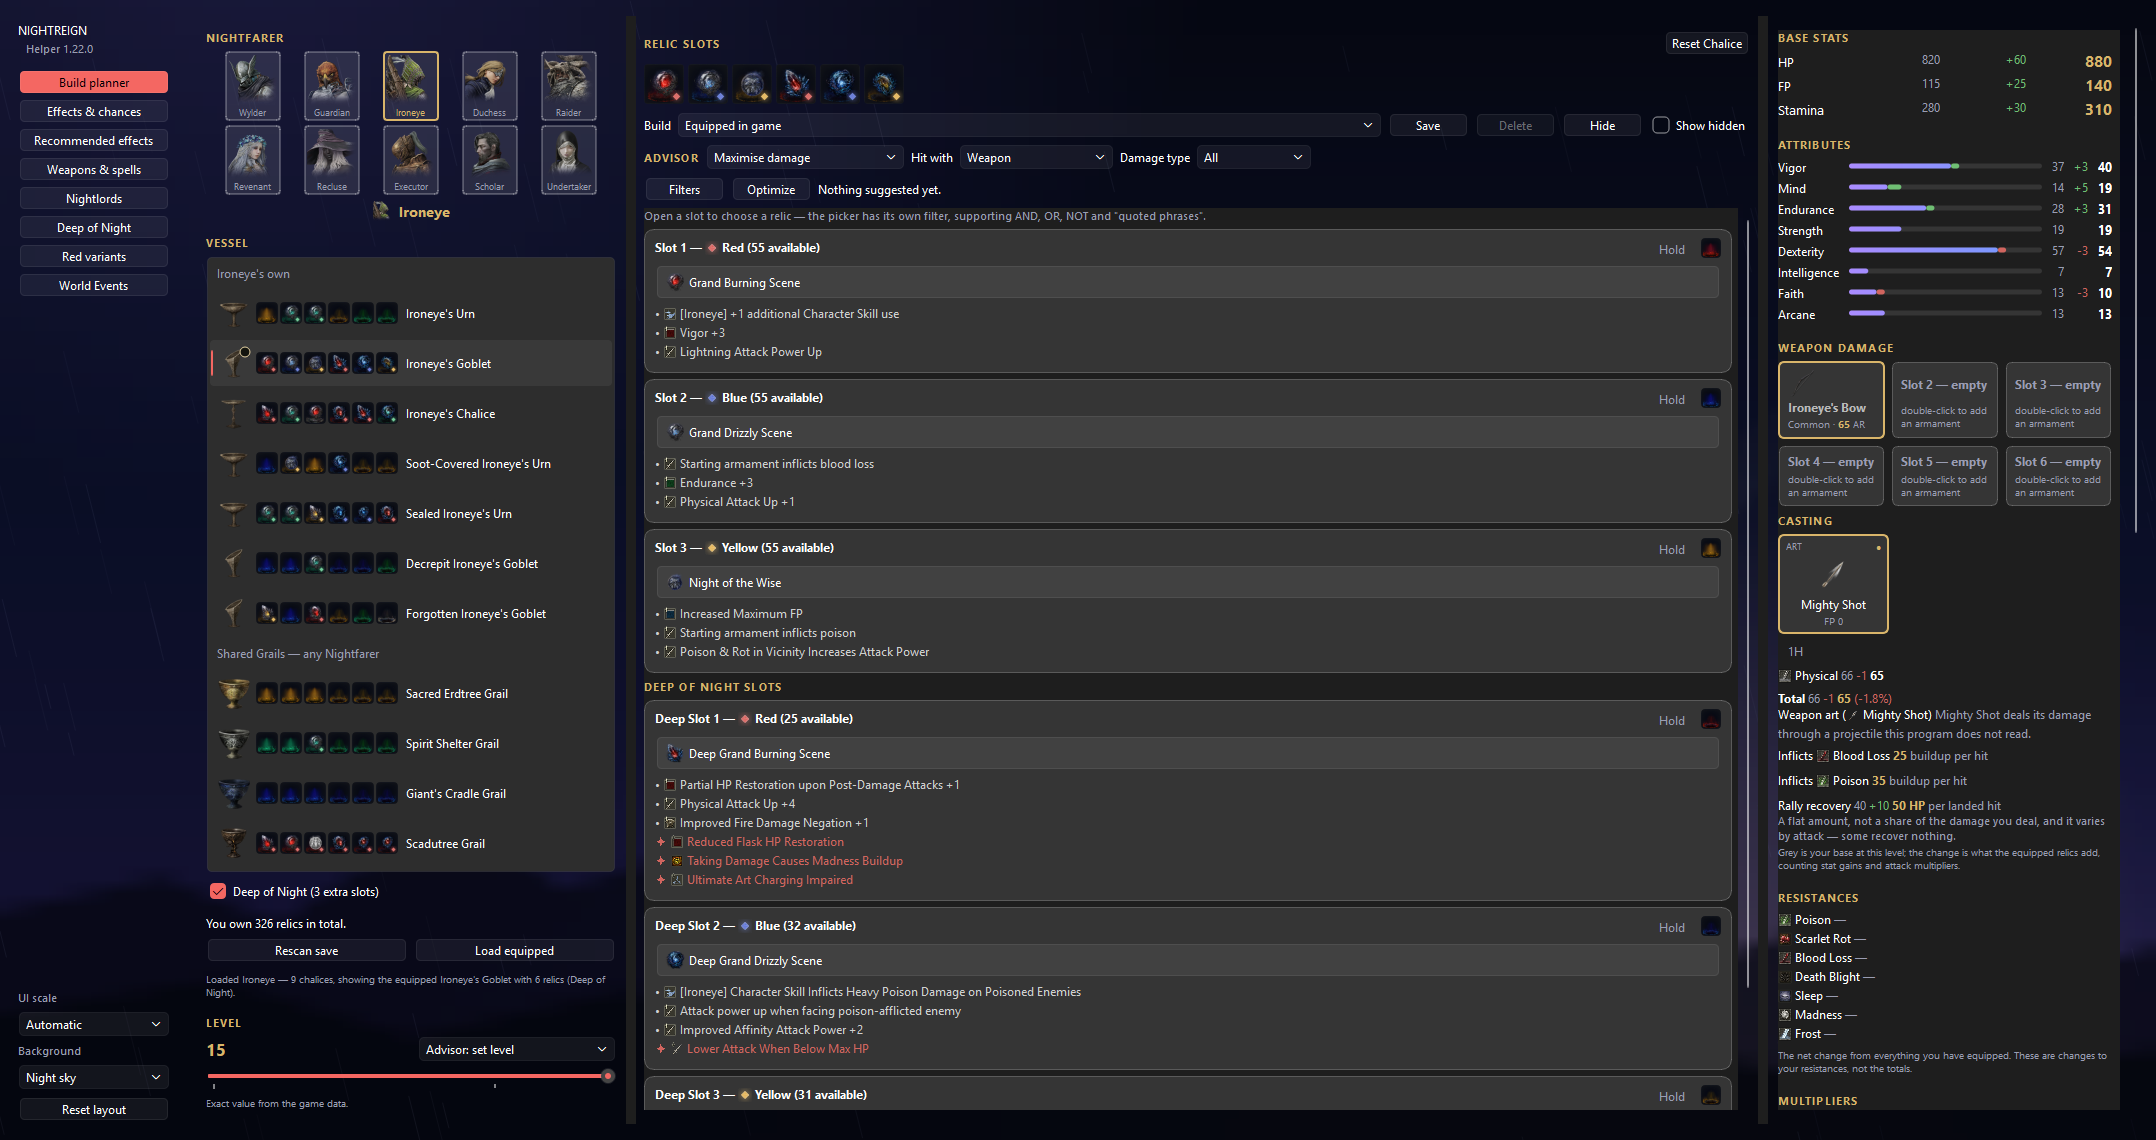 NIGHTREIGN
Helper 1.22.0
Build planner
Effects & chances
Recommended effects
Weapons & spells
Nightlords
Deep of Night
Red variants
World Events
UI scale
Automatic
Background
Night sky
Reset layout
NIGHTFARER
Wylder
Guardian
Ironeye
Duchess
Raider
Revenant
Recluse
Executor
Scholar
Undertaker
Ironeye
VESSEL
Ironeye's own
Ironeye's Urn
Ironeye's Goblet
Ironeye's Chalice
Soot-Covered Ironeye's Urn
Sealed Ironeye's Urn
Decrepit Ironeye's Goblet
Forgotten Ironeye's Goblet
Shared Grails — any Nightfarer
Sacred Erdtree Grail
Spirit Shelter Grail
Giant's Cradle Grail
Scadutree Grail
Deep of Night (3 extra slots)
You own 326 relics in total.
Rescan save
Load equipped
Loaded Ironeye — 9 chalices, showing the equipped Ironeye's Goblet with 6 relics (Deep of
Night).
LEVEL
15
Advisor: set level
Exact value from the game data.
RELIC SLOTS
Reset Chalice
Build
Equipped in game
Save
Delete
Hide
Show hidden
ADVISOR
Maximise damage
Hit with
Weapon
Damage type
All
Filters
Optimize
Nothing suggested yet.
Open a slot to choose a relic — the picker has its own filter, supporting AND, OR, NOT and "quoted phrases".
Slot 1 — Red (55 available)
Hold
Grand Burning Scene
• [Ironeye] +1 additional Character Skill use
• Vigor +3
• Lightning Attack Power Up
Slot 2 — Blue (55 available)
Hold
Grand Drizzly Scene
• Starting armament inflicts blood loss
• Endurance +3
• Physical Attack Up +1
Slot 3 — Yellow (55 available)
Hold
Night of the Wise
• Increased Maximum FP
• Starting armament inflicts poison
• Poison & Rot in Vicinity Increases Attack Power
DEEP OF NIGHT SLOTS
Deep Slot 1 — Red (25 available)
Hold
Deep Grand Burning Scene
• Partial HP Restoration upon Post-Damage Attacks +1
• Physical Attack Up +4
• Improved Fire Damage Negation +1
Reduced Flask HP Restoration
Taking Damage Causes Madness Buildup
Ultimate Art Charging Impaired
Deep Slot 2 — Blue (32 available)
Hold
Deep Grand Drizzly Scene
• [Ironeye] Character Skill Inflicts Heavy Poison Damage on Poisoned Enemies
• Attack power up when facing poison-afflicted enemy
• Improved Affinity Attack Power +2
Lower Attack When Below Max HP
Deep Slot 3 — Yellow (31 available)
Hold
BASE STATS
HP 820 +60 880
FP 115 +25 140
Stamina 280 +30 310
ATTRIBUTES
Vigor 37 +3 40
Mind 14 +5 19
Endurance 28 +3 31
Strength 19 19
Dexterity 57 -3 54
Intelligence 7 7
Faith 13 -3 10
Arcane 13 13
WEAPON DAMAGE
Ironeye's Bow
Common · 65 AR
Slot 2 — empty
double-click to add
an armament
Slot 3 — empty
double-click to add
an armament
Slot 4 — empty
double-click to add
an armament
Slot 5 — empty
double-click to add
an armament
Slot 6 — empty
double-click to add
an armament
CASTING
ART
Mighty Shot
FP 0
1H
Physical 66 -1 65
Total 66 -1 65 (-1.8%)
Weapon art ( Mighty Shot) Mighty Shot deals its damage
through a projectile this program does not read.
Inflicts Blood Loss 25 buildup per hit
Inflicts Poison 35 buildup per hit
Rally recovery 40 +10 50 HP per landed hit
A flat amount, not a share of the damage you deal, and it varies
by attack — some recover nothing.
Grey is your base at this level; the change is what the equipped relics add,
counting stat gains and attack multipliers.
RESISTANCES
Poison —
Scarlet Rot —
Blood Loss —
Death Blight —
Sleep —
Madness —
Frost —
The net change from everything you have equipped. These are changes to
your resistances, not the totals.
MULTIPLIERS